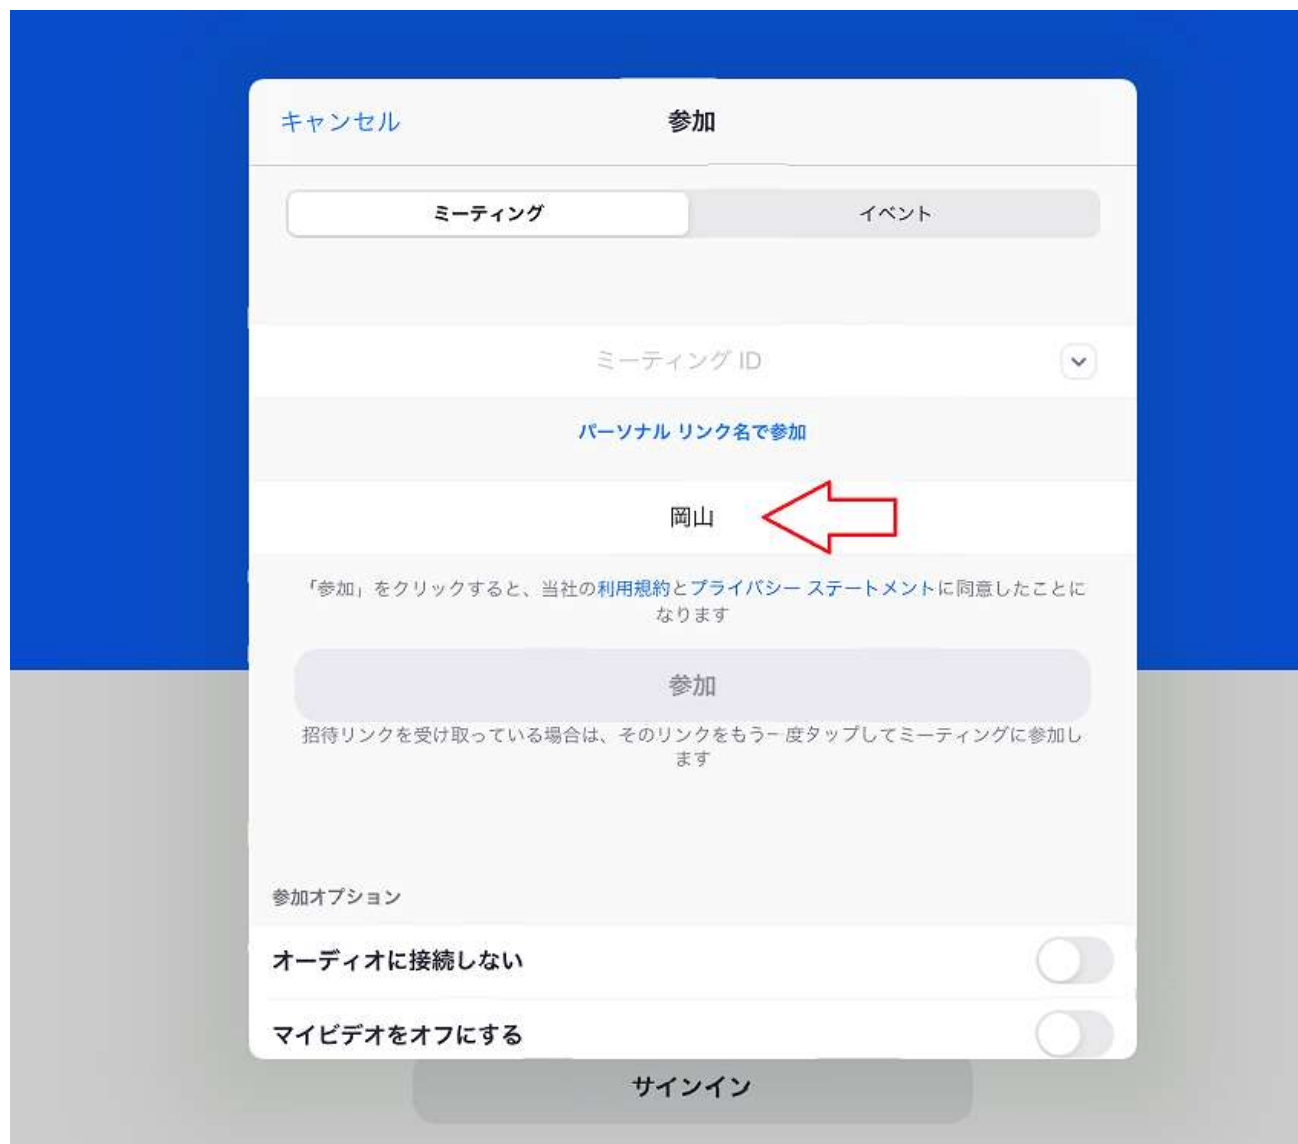 キャンセル
参加
ミーティング
イベント
ミーティング ID
パーソナル リンク名で参加
岡山
「参加」をクリックすると、当社の利用規約とプライバシー ステートメントに同意したことに
なります
参加
招待リンクを受け取っている場合は、そのリンクをもう一度タップしてミーティングに参加し
ます
参加オプション
オーディオに接続しない
マイビデオをオフにする
サインイン